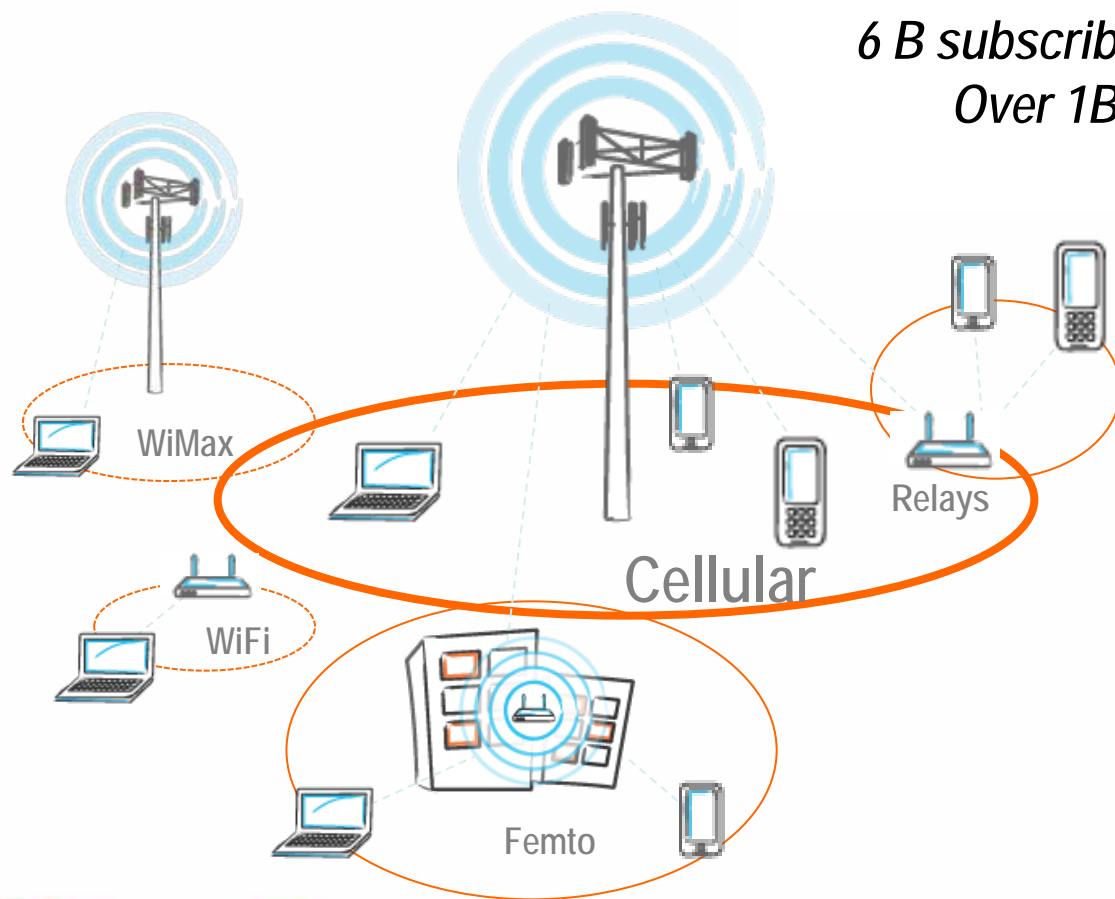 6 B subscrib
Over 1B
WiMax
Relays
Cellular
WiFi
Femto